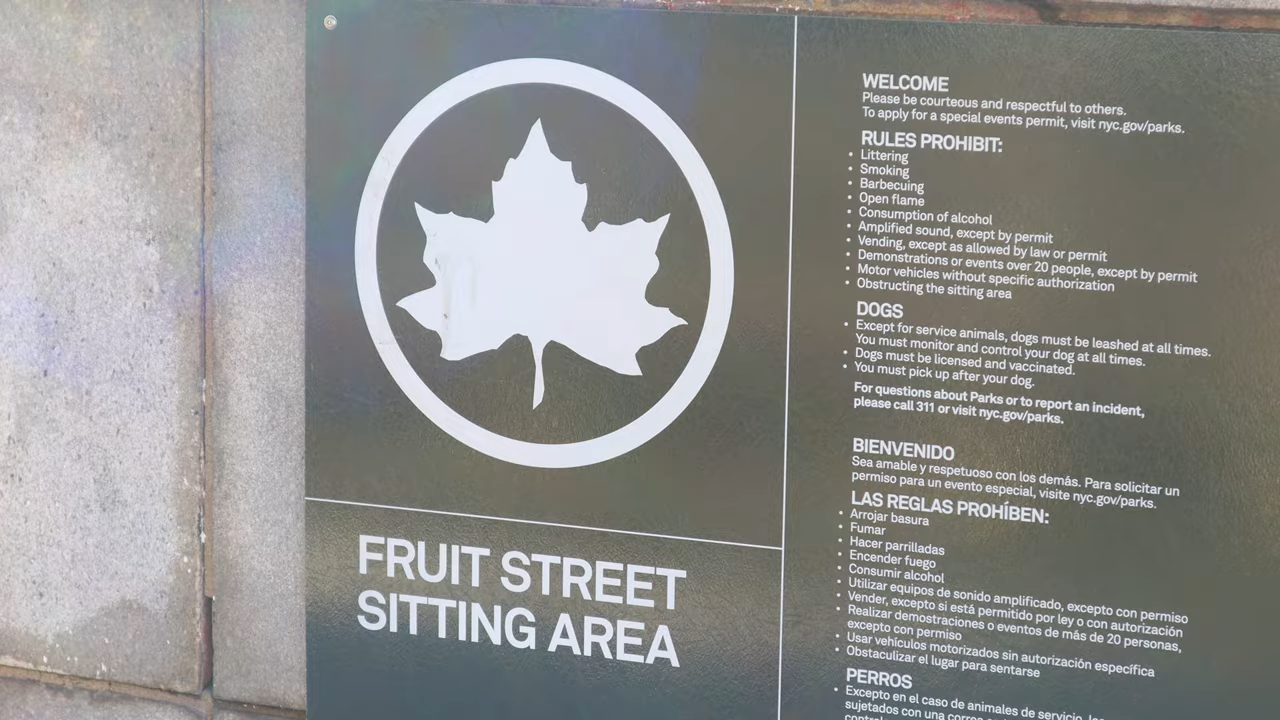 FRUIT STREET
SITTING AREA
WELCOME
Please be courteous and respectful to others.
To apply for a special events permit, visit nyc.gov/parks.
RULES PROHIBIT:
• Littering
• Smoking
• Barbecuing
• Open flame
• Consumption of alcohol
• Amplified sound, except by permit
• Vending, except as allowed by law or permit
• Demonstrations or events over 20 people, except by permit
• Motor vehicles without specific authorization
• Obstructing the sitting area
DOGS
• Except for service animals, dogs must be leashed at all times.
You must monitor and control your dog at all times.
• Dogs must be licensed and vaccinated.
• You must pick up after your dog.
For questions about Parks or to report an incident,
please call 311 or visit nyc.gov/parks.
BIENVENIDO
Sea amable y respetuoso con los demás. Para solicitar un
permiso para un evento especial, visite nyc.gov/parks.
LAS REGLAS PROHÍBEN:
• Arrojar basura
• Fumar
• Hacer parrilladas
• Encender fuego
• Consumir alcohol
• Utilizar equipos de sonido amplificado, excepto con permiso
• Vender, excepto si está permitido por ley o con autorización
• Realizar demostraciones o eventos de más de 20 personas,
excepto con permiso
• Usar vehículos motorizados sin autorización específica
• Obstaculizar el lugar para sentarse
PERROS
• Excepto en el caso de animales de servicio,
sujetados con una correa